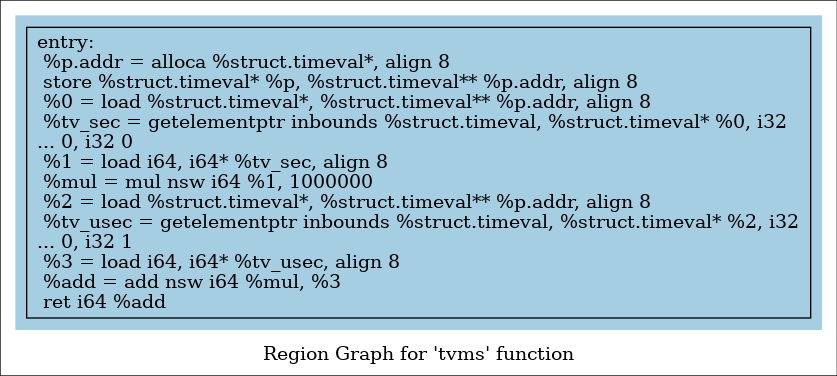 entry:
%p.addr = alloca %struct.timeval*, align 8
store %struct.timeval* %p, %struct.timeval** %p.addr, align 8
%0 = load %struct.timeval*, %struct.timeval** %p.addr, align 8
%tv_sec = getelementptr inbounds %struct.timeval, %struct.timeval* %0, i32
... 0, i32 0
%1 = load i64, i64* %tv_sec, align 8
%mul = mul nsw i64 %1, 1000000
%2 = load %struct.timeval*, %struct.timeval** %p.addr, align 8
%tv_usec = getelementptr inbounds %struct.timeval, %struct.timeval* %2, i32
... 0, i32 1
%3 = load i64, i64* %tv_usec, align 8
%add = add nsw i64 %mul, %3
ret i64 %add
Region Graph for 'tvms' function